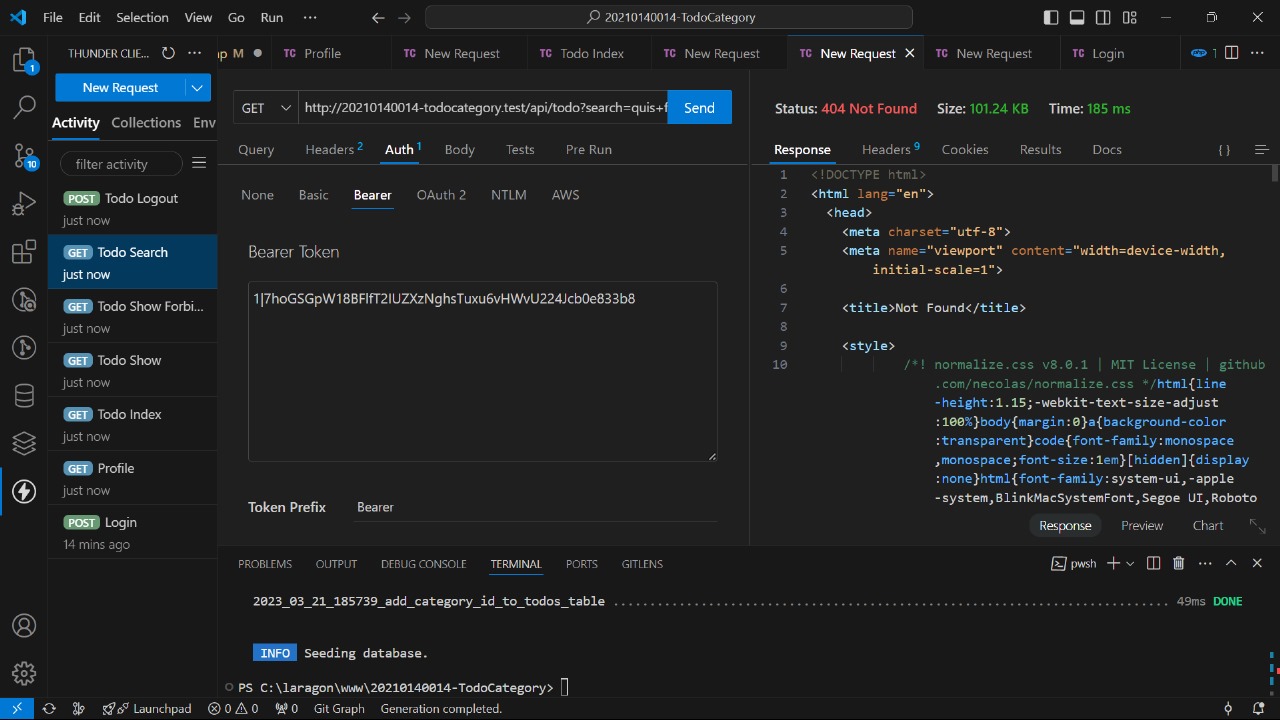 File Edit Selection View Go Run ··· 20210140014-TodoCategory
THUNDER CLIE... ···
M Profile New Request Todo Index New Request New Request New Request Login
TC TC TC TC TC TC TC php ···
New Request
Activity Collections Env
filter activity
POST Todo Logout
just now
GET Todo Search
just now
GET Todo Show Forbi...
just now
GET Todo Show
just now
GET Todo Index
just now
GET Profile
just now
POST Login
14 mins ago
1
10
GET http://20210140014-todocategory.test/api/todo?search=quis+f Send
Query Headers 2 Auth 1 Body Tests Pre Run
None Basic Bearer OAuth 2 NTLM AWS
Bearer Token
1|7hoGSGpW18BFlfT2IUZXzNghsTuxu6vHWvU224Jcb0e833b8
Token Prefix Bearer
Status: 404 Not Found Size: 101.24 KB Time: 185 ms
Response Headers 9 Cookies Results Docs { }
1 <!DOCTYPE html>
2 <html lang="en">
3 <head>
4 <meta charset="utf-8">
5 <meta name="viewport" content="width=device-width,
initial-scale=1">
6
7 <title>Not Found</title>
8
9 <style>
10 /*! normalize.css v8.0.1 | MIT License | github
.com/necolas/normalize.css */html{line
-height:1.15;-webkit-text-size-adjust
:100%}body{margin:0}a{background-color
:transparent}code{font-family:monospace
,monospace;font-size:1em}[hidden]{display
:none}html{font-family:system-ui,-apple
-system,BlinkMacSystemFont,Segoe UI,Roboto
Response Preview Chart
PROBLEMS OUTPUT DEBUG CONSOLE TERMINAL PORTS GITLENS pwsh ···
2023_03_21_185739_add_category_id_to_todos_table ........................................................................ 49ms DONE
INFO Seeding database.
PS C:\laragon\www\20210140014-TodoCategory>
Launchpad 0 0 0 Git Graph Generation completed.